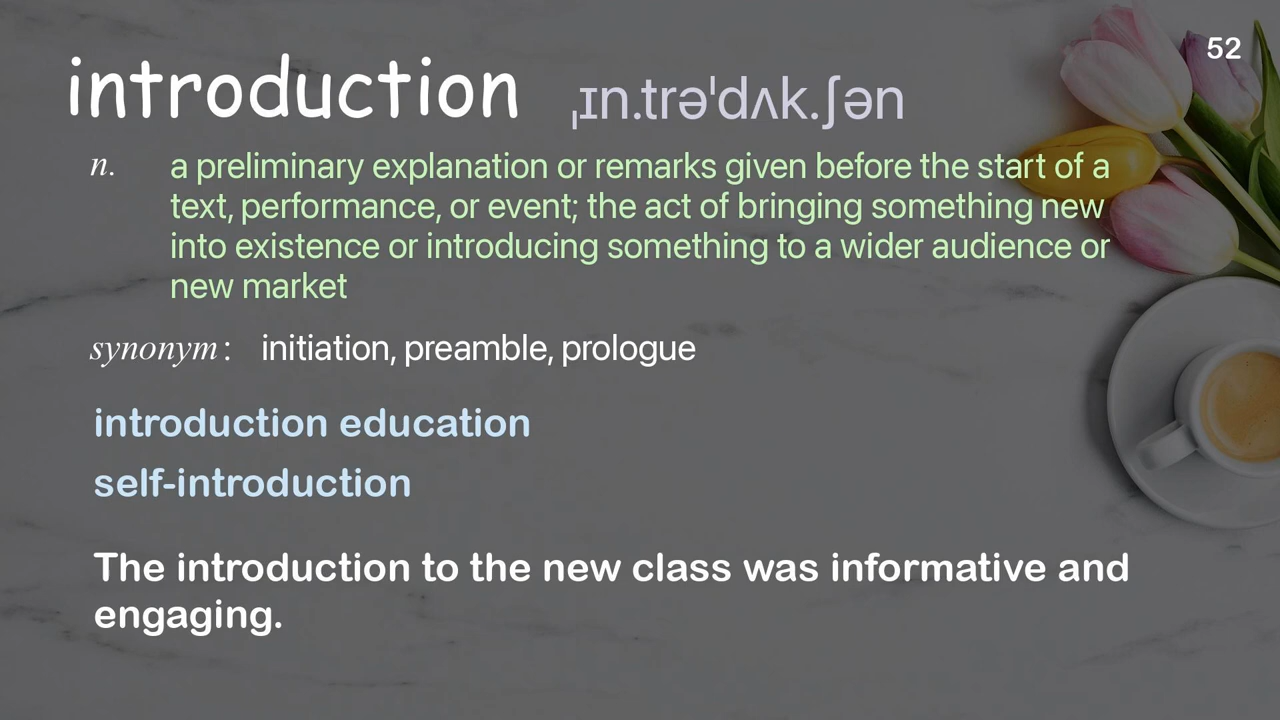 52
introduction ˌɪn.trəˈdʌk.ʃən
n. a preliminary explanation or remarks given before the start of a
text, performance, or event; the act of bringing something new
into existence or introducing something to a wider audience or
new market
synonym: initiation, preamble, prologue
introduction education
self-introduction
The introduction to the new class was informative and
engaging.